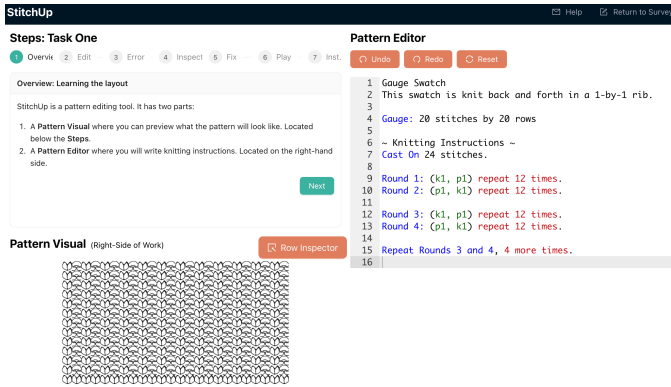 StitchUp
Help
Return to Survey
Steps: Task One
1 Overvie 2 Edit 3 Error 4 Inspect 5 Fix 6 Play 7 Inst.
Overview: Learning the layout
StitchUp is a pattern editing tool. It has two parts:
1. A Pattern Visual where you can preview what the pattern will look like. Located
below the Steps.
2. A Pattern Editor where you will write knitting instructions. Located on the right-hand
side.
Next
Pattern Visual (Right-Side of Work)
Row Inspector
Pattern Editor
Undo
Redo
Reset
1 Gauge Swatch
2 This swatch is knit back and forth in a 1-by-1 rib.
3
4 Gauge: 20 stitches by 20 rows
5
6 ~ Knitting Instructions ~
7 Cast On 24 stitches.
8
9 Round 1: (k1, p1) repeat 12 times.
10 Round 2: (p1, k1) repeat 12 times.
11
12 Round 3: (k1, p1) repeat 12 times.
13 Round 4: (p1, k1) repeat 12 times.
14
15 Repeat Rounds 3 and 4, 4 more times.
16